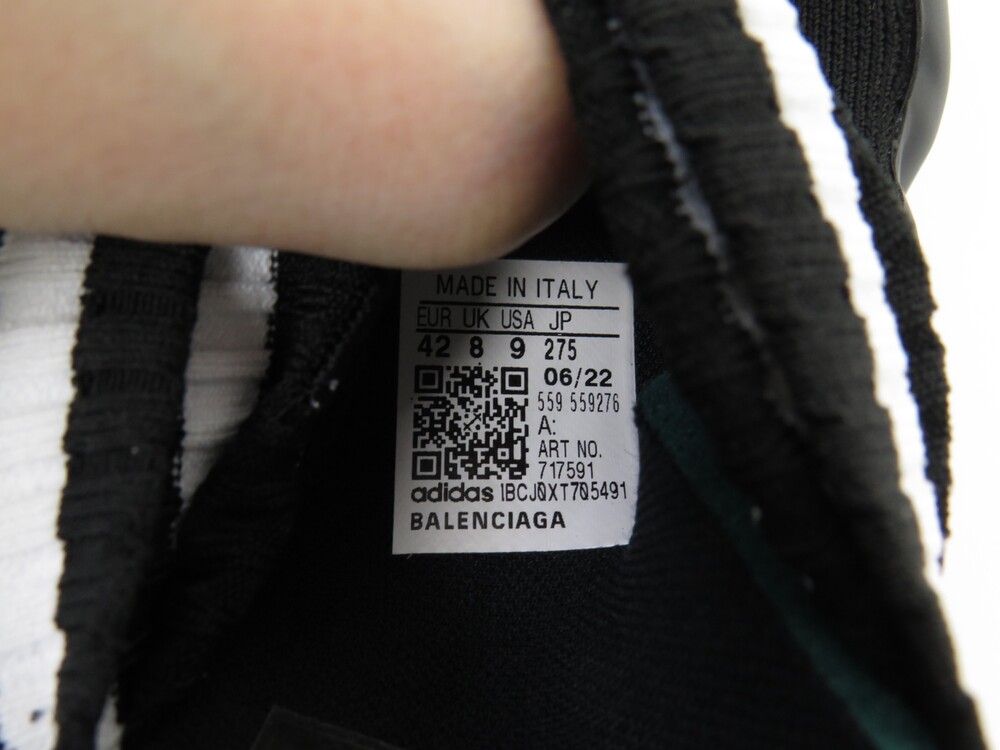 MADE IN ITALY
EUR UK USA JP
42 8 9 275
06/22
559 559276
A:
ART NO.
717591
adidas 1BCJ0XT705491
BALENCIAGA